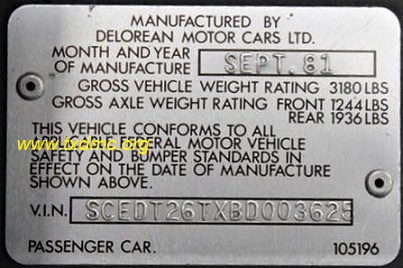 MANUFACTURED BY
DELOREAN MOTOR CARS LTD.
MONTH AND YEAR
OF MANUFACTURE SEPT. 81
GROSS VEHICLE WEIGHT RATING 3180 LBS
GROSS AXLE WEIGHT RATING FRONT 1244 LBS
REAR 1936 LBS
THIS VEHICLE CONFORMS TO ALL
FEDERAL MOTOR VEHICLE
www.txdmc.org
SAFETY AND BUMPER STANDARDS IN
EFFECT ON THE DATE OF MANUFACTURE
SHOWN ABOVE.
V.I.N. SCEDT26TXBD003625
PASSENGER CAR. 105196